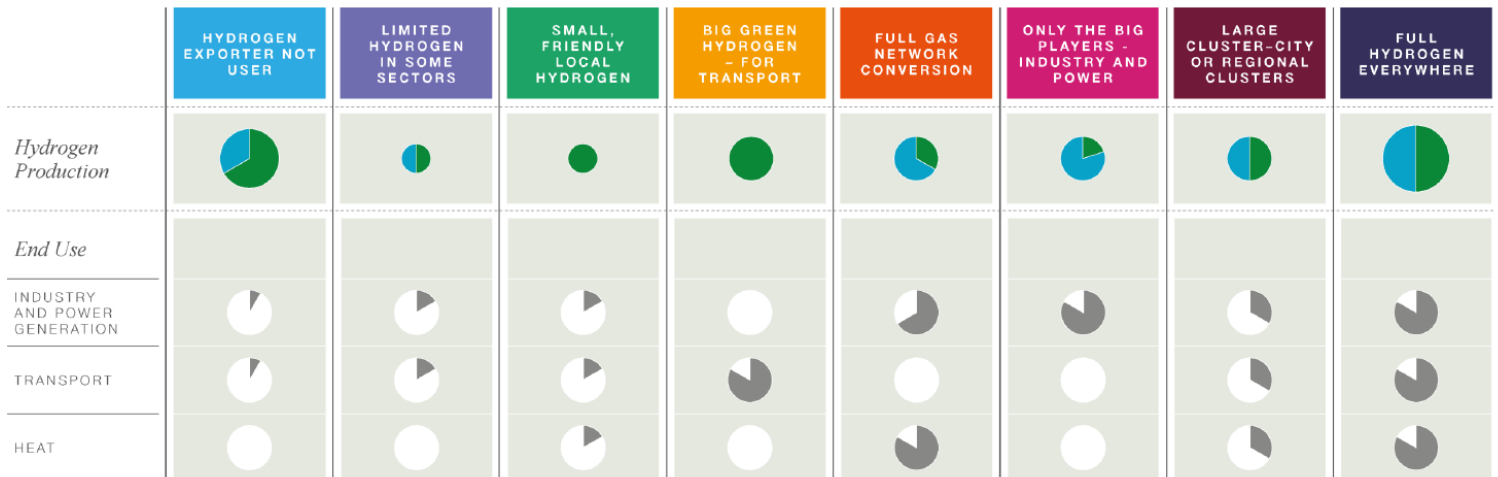 HYDROGEN
EXPORTER NOT
USER
LIMITED
HYDROGEN
IN SOME
SECTORS
SMALL,
FRIENDLY
LOCAL
HYDROGEN
BIG GREEN
HYDROGEN
– FOR
TRANSPORT
FULL GAS
NETWORK
CONVERSION
ONLY THE BIG
PLAYERS -
INDUSTRY AND
POWER
LARGE
CLUSTER–CITY
OR REGIONAL
CLUSTERS
FULL
HYDROGEN
EVERYWHERE
Hydrogen
Production
End Use
INDUSTRY
AND POWER
GENERATION
TRANSPORT
HEAT